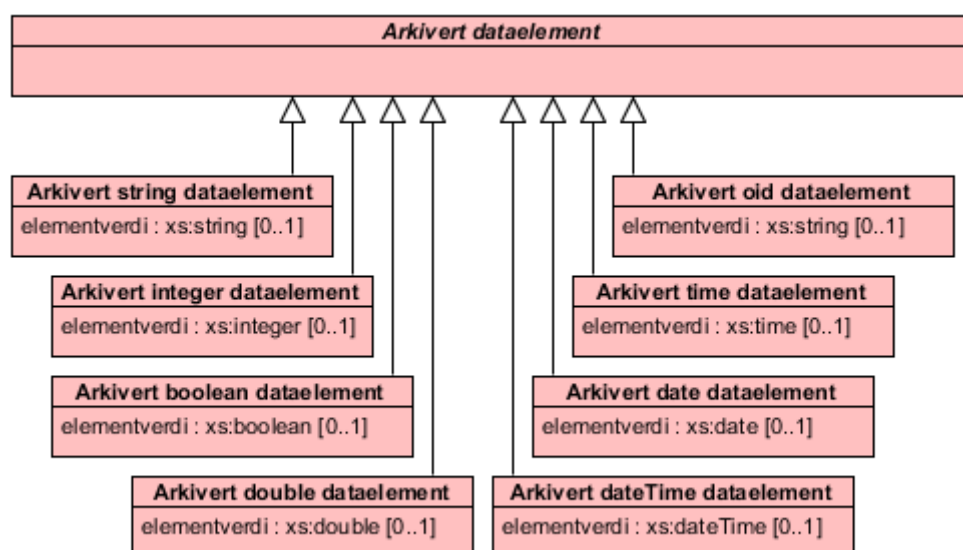 Arkivert dataelement
Arkivert string dataelement
elementverdi : xs:string [0..1]
Arkivert oid dataelement
elementverdi : xs:string [0..1]
Arkivert integer dataelement
elementverdi : xs:integer [0..1]
Arkivert time dataelement
elementverdi : xs:time [0..1]
Arkivert boolean dataelement
elementverdi : xs:boolean [0..1]
Arkivert date dataelement
elementverdi : xs:date [0..1]
Arkivert double dataelement
elementverdi : xs:double [0..1]
Arkivert dateTime dataelement
elementverdi : xs:dateTime [0..1]